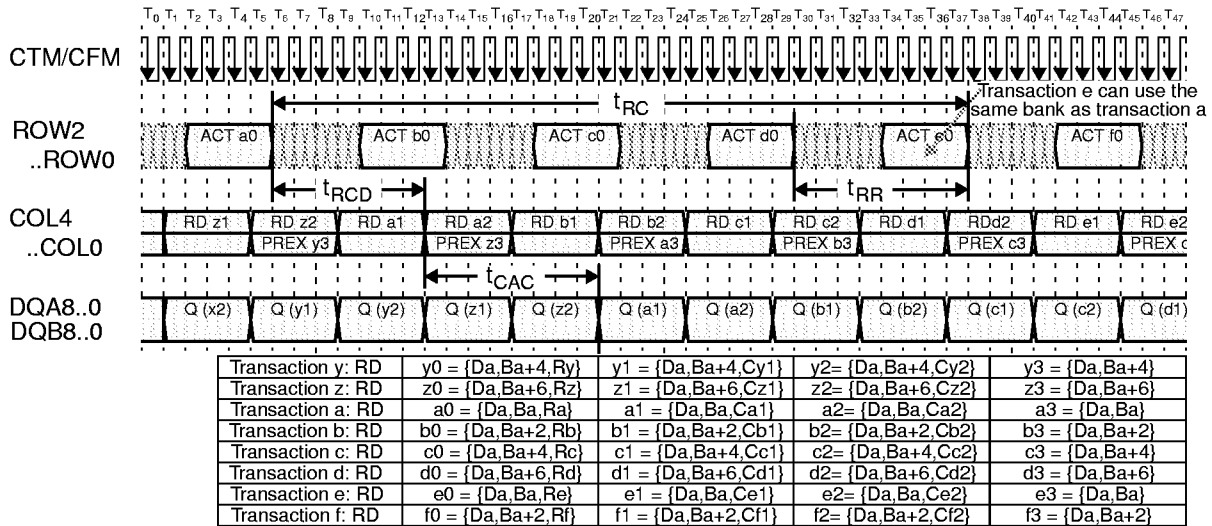 T0 T1 T2 T3 T4 T5 T6 T7 T8 T9 T10 T11 T12 T13 T14 T15 T16 T17 T18 T19 T20 T21 T22 T23 T24 T25 T26 T27 T28 T29 T30 T31 T32 T33 T34 T35 T36 T37 T38 T39 T40 T41 T42 T43 T44 T45 T46 T47
CTM/CFM
Transaction e can use the
tRC
same bank as transaction a
ROW2
..ROW0
ACT a0 ACT b0 ACT c0 ACT d0 ACT e0 ACT f0
tRCD tRR
COL4
..COL0
RD z1 RD z2 RD a1 RD a2 RD b1 RD b2 RD c1 RD c2 RD d1 RDd2 RD e1 RD e2
PREX y3 PREX z3 PREX a3 PREX b3 PREX c3 PREX
tCAC
DQA8..0
DQB8..0
Q (x2) Q (y1) Q (y2) Q (z1) Q (z2) Q (a1) Q (a2) Q (b1) Q (b2) Q (c1) Q (c2) Q (d1)
Transaction y: RD y0 = {Da,Ba+4,Ry} y1 = {Da,Ba+4,Cy1} y2= {Da,Ba+4,Cy2} y3 = {Da,Ba+4}
Transaction z: RD z0 = {Da,Ba+6,Rz} z1 = {Da,Ba+6,Cz1} z2= {Da,Ba+6,Cz2} z3 = {Da,Ba+6}
Transaction a: RD a0 = {Da,Ba,Ra} a1 = {Da,Ba,Ca1} a2= {Da,Ba,Ca2} a3 = {Da,Ba}
Transaction b: RD b0 = {Da,Ba+2,Rb} b1 = {Da,Ba+2,Cb1} b2= {Da,Ba+2,Cb2} b3 = {Da,Ba+2}
Transaction c: RD c0 = {Da,Ba+4,Rc} c1 = {Da,Ba+4,Cc1} c2= {Da,Ba+4,Cc2} c3 = {Da,Ba+4}
Transaction d: RD d0 = {Da,Ba+6,Rd} d1 = {Da,Ba+6,Cd1} d2= {Da,Ba+6,Cd2} d3 = {Da,Ba+6}
Transaction e: RD e0 = {Da,Ba,Re} e1 = {Da,Ba,Ce1} e2= {Da,Ba,Ce2} e3 = {Da,Ba}
Transaction f: RD f0 = {Da,Ba+2,Rf} f1 = {Da,Ba+2,Cf1} f2= {Da,Ba+2,Cf2} f3 = {Da,Ba+2}